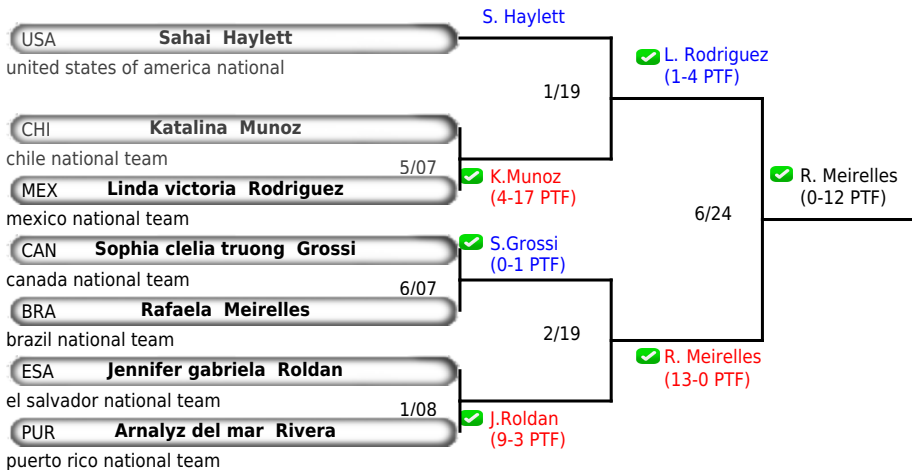 S. Haylett
USA Sahai Haylett
united states of america national
1/19
L. Rodriguez
(1-4 PTF)
CHI Katalina Munoz
chile national team
5/07
K.Munoz
(4-17 PTF)
MEX Linda victoria Rodriguez
mexico national team
6/24
R. Meirelles
(0-12 PTF)
CAN Sophia clelia truong Grossi
canada national team
6/07
S.Grossi
(0-1 PTF)
BRA Rafaela Meirelles
brazil national team
2/19
R. Meirelles
(13-0 PTF)
ESA Jennifer gabriela Roldan
el salvador national team
1/08
J.Roldan
(9-3 PTF)
PUR Arnalyz del mar Rivera
puerto rico national team